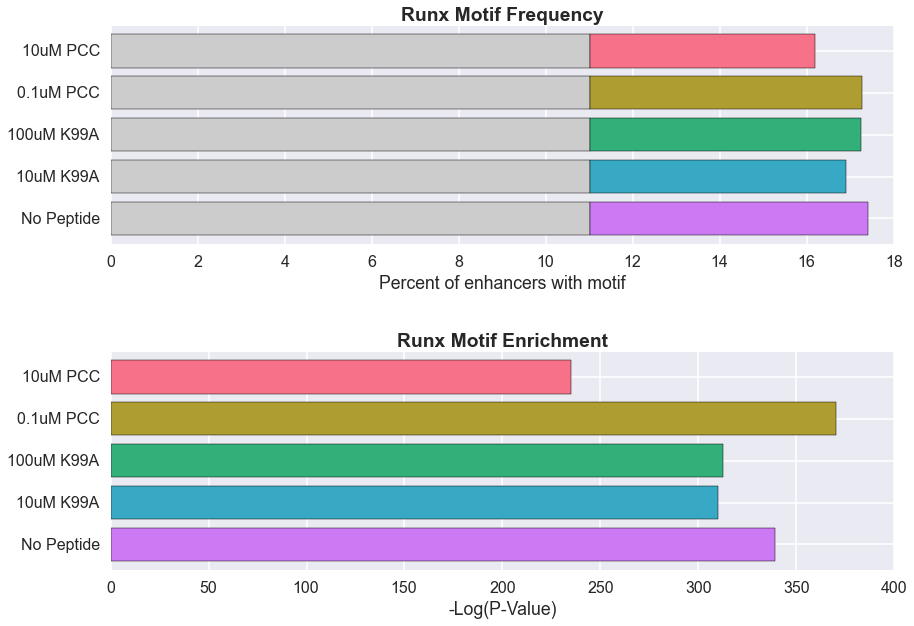 Runx Motif Frequency
10uM PCC
0.1uM PCC
100uM K99A
10uM K99A
No Peptide
0 2 4 6 8 10 12 14 16 18
Percent of enhancers with motif
Runx Motif Enrichment
10uM PCC
0.1uM PCC
100uM K99A
10uM K99A
No Peptide
0 50 100 150 200 250 300 350 400
-Log(P-Value)